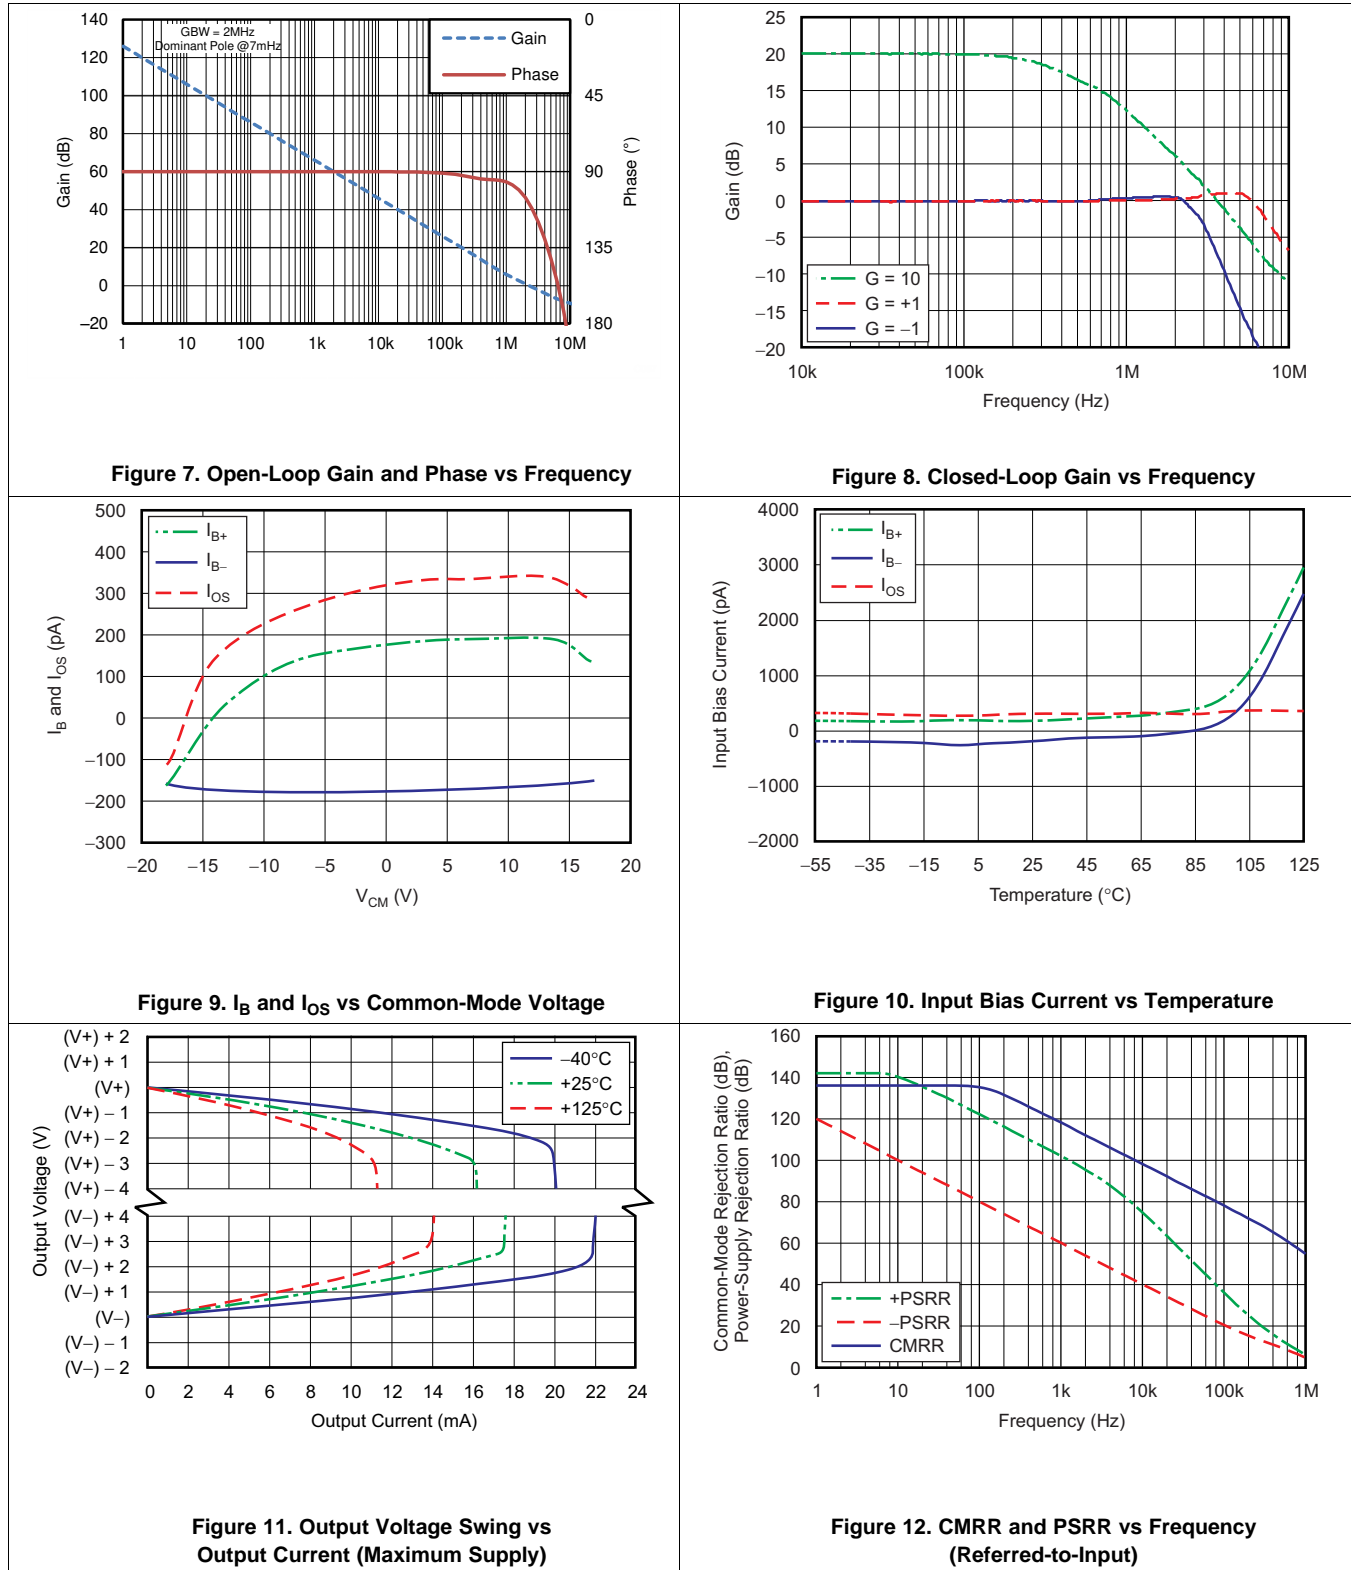 140
120
100
80
60
40
20
0
–20
Gain (dB)
GBW = 2MHz
Dominant Pole @7mHz
Gain
Phase
0
45
90
135
180
Phase (°)
1 10 100 1k 10k 100k 1M 10M
Figure 7. Open-Loop Gain and Phase vs Frequency
25
20
15
10
5
0
–5
–10
–15
–20
Gain (dB)
G = 10
G = +1
G = –1
10k 100k 1M 10M
Frequency (Hz)
Figure 8. Closed-Loop Gain vs Frequency
500
400
300
200
100
0
–100
–200
–300
IB and IOS (pA)
IB+
IB–
IOS
–20 –15 –10 –5 0 5 10 15 20
VCM (V)
Figure 9. IB and IOS vs Common-Mode Voltage
4000
3000
2000
1000
0
–1000
–2000
Input Bias Current (pA)
IB+
IB–
IOS
–55 –35 –15 5 25 45 65 85 105 125
Temperature (°C)
Figure 10. Input Bias Current vs Temperature
(V+) + 2
(V+) + 1
(V+)
(V+) – 1
(V+) – 2
(V+) – 3
(V+) – 4
(V–) + 4
(V–) + 3
(V–) + 2
(V–) + 1
(V–)
(V–) – 1
(V–) – 2
Output Voltage (V)
–40°C
+25°C
+125°C
0 2 4 6 8 10 12 14 16 18 20 22 24
Output Current (mA)
Figure 11. Output Voltage Swing vs
Output Current (Maximum Supply)
160
140
120
100
80
60
40
20
0
Common-Mode Rejection Ratio (dB),
Power-Supply Rejection Ratio (dB)
+PSRR
–PSRR
CMRR
1 10 100 1k 10k 100k 1M
Frequency (Hz)
Figure 12. CMRR and PSRR vs Frequency
(Referred-to-Input)